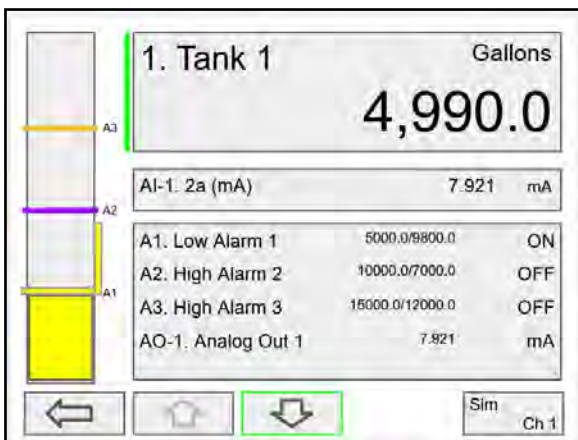 1. Tank 1 Gallons
4,990.0
A3
AI-1. 2a (mA) 7.921 mA
A2
A1. Low Alarm 1 5000.0/9800.0 ON
A2. High Alarm 2 10000.0/7000.0 OFF
A1
A3. High Alarm 3 15000.0/12000.0 OFF
AO-1. Analog Out 1 7.921 mA
Sim
Ch 1